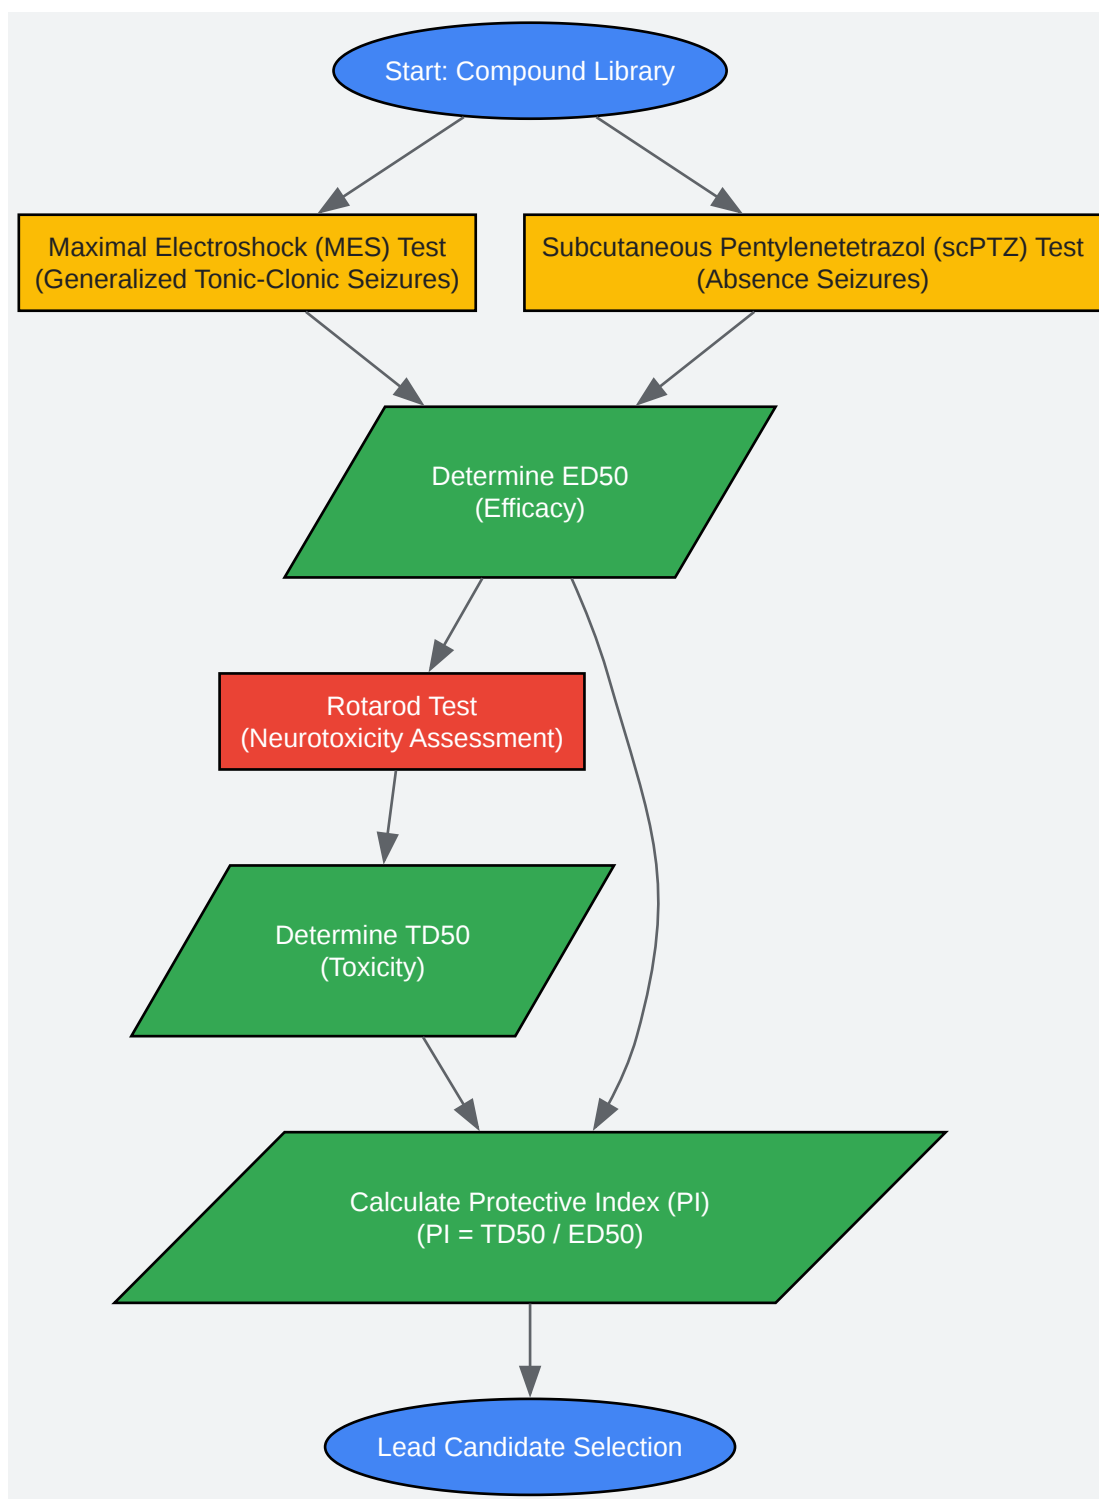 Start: Compound Library
Maximal Electroshock (MES) Test
(Generalized Tonic-Clonic Seizures)
Subcutaneous Pentylenetetrazol (scPTZ) Test
(Absence Seizures)
Determine ED50
(Efficacy)
Rotarod Test
(Neurotoxicity Assessment)
Determine TD50
(Toxicity)
Calculate Protective Index (PI)
(PI = TD50 / ED50)
Lead Candidate Selection